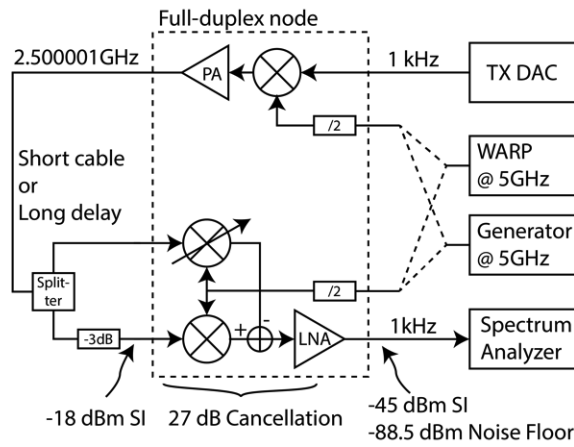 Full-duplex node
2.500001GHz
PA
1 kHz
TX DAC
/2
WARP
@ 5GHz
Short cable
or
Long delay
Generator
@ 5GHz
Split-
ter
/2
-3dB
+
-
LNA
1kHz
Spectrum
Analyzer
-18 dBm SI
27 dB Cancellation
-45 dBm SI
-88.5 dBm Noise Floor